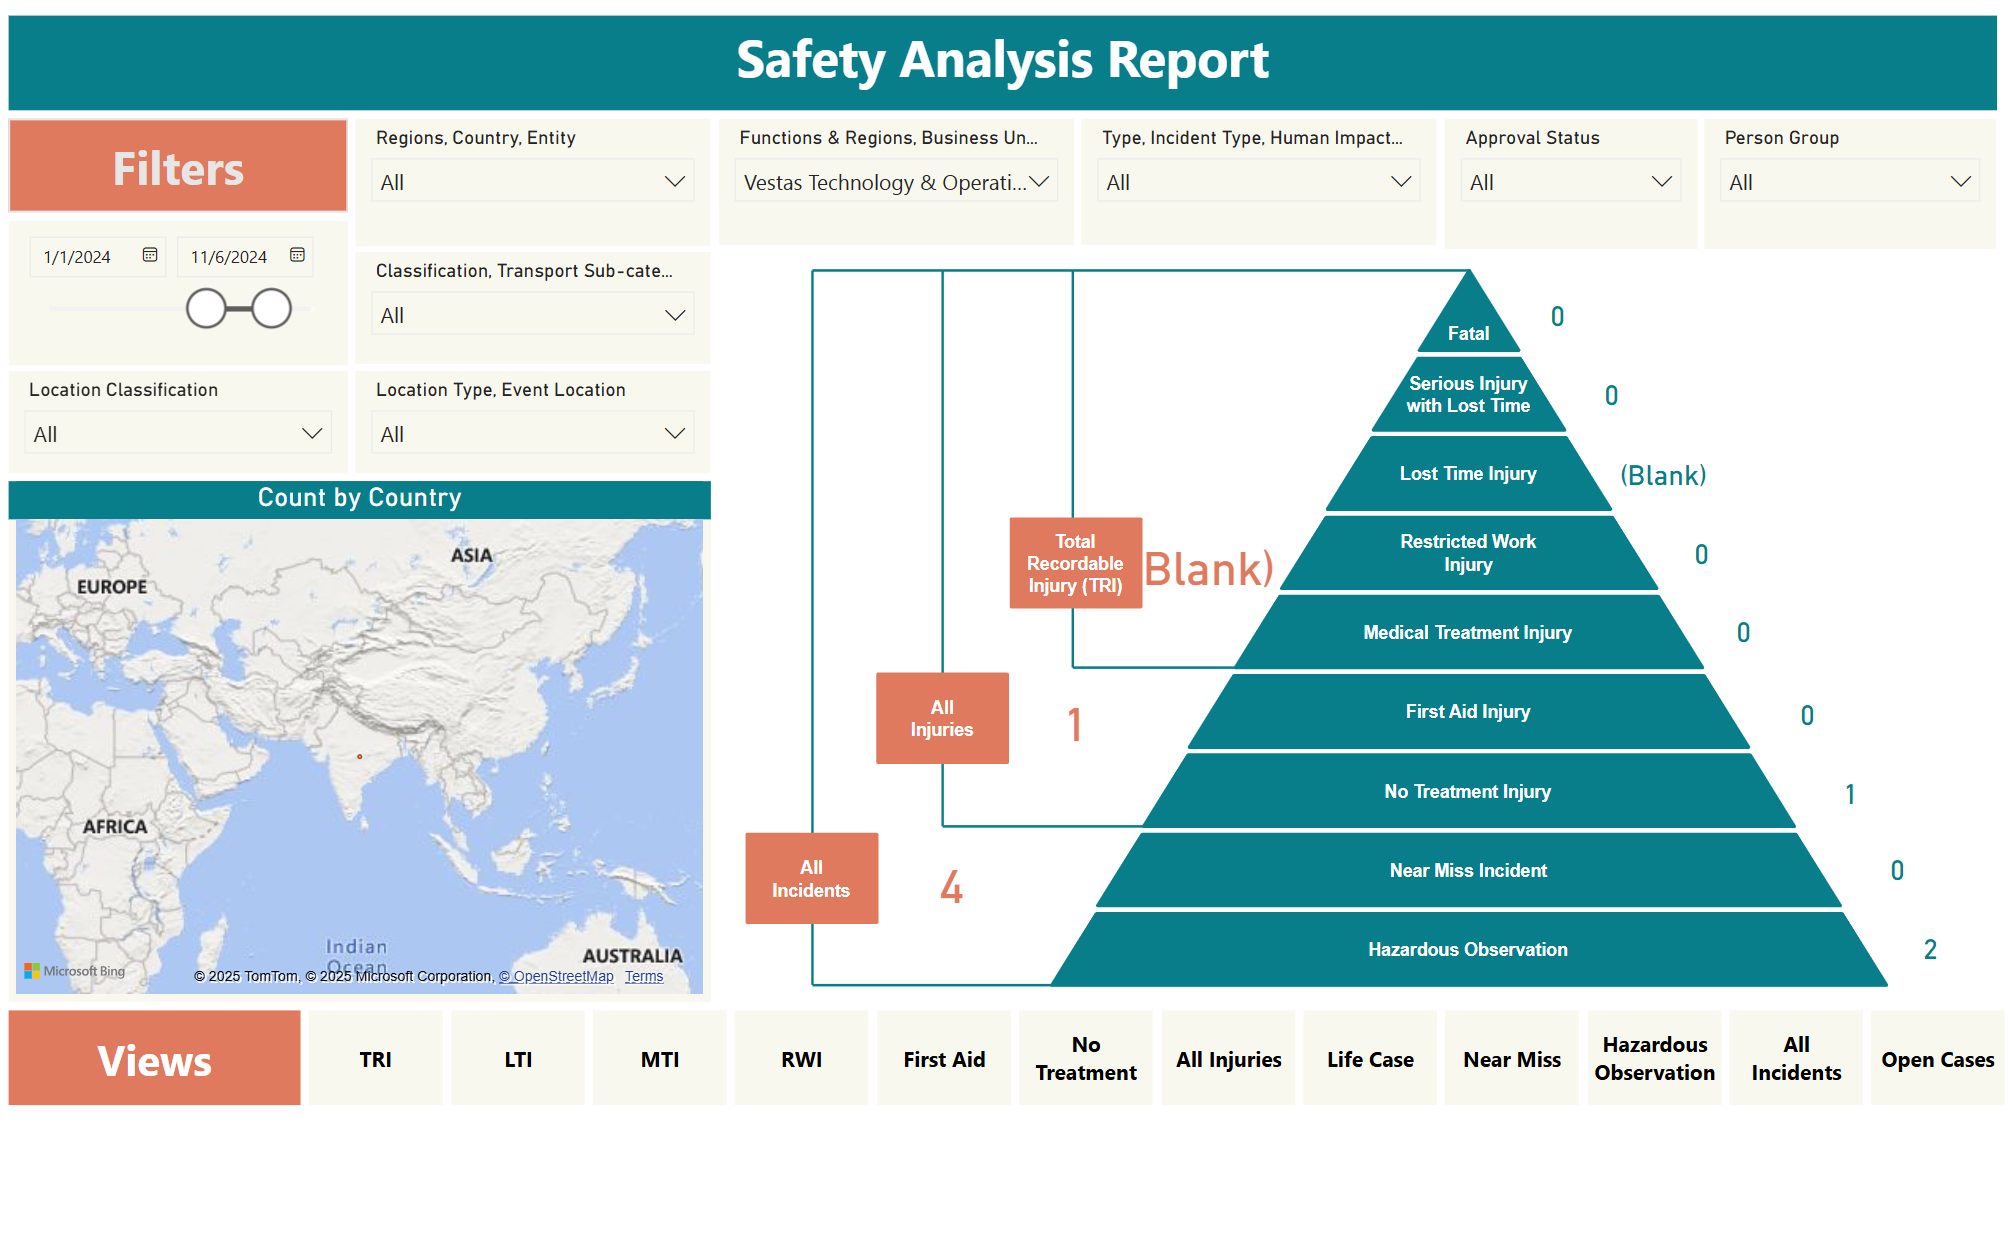 Safety Analysis Report
Filters
Regions, Country, Entity
All
Functions & Regions, Business Un...
Vestas Technology & Operati...
Type, Incident Type, Human Impact...
All
Approval Status
All
Person Group
All
1/1/2024
11/6/2024
Classification, Transport Sub-cate...
All
Location Classification
All
Location Type, Event Location
All
Count by Country
ASIA
EUROPE
AFRICA
Indian
Ocean
AUSTRALIA
Microsoft Bing
© 2025 TomTom, © 2025 Microsoft Corporation, © OpenStreetMap Terms
Fatal
0
Serious Injury
with Lost Time
0
Lost Time Injury
(Blank)
Total
Recordable
Injury (TRI)
Blank)
Restricted Work
Injury
0
Medical Treatment Injury
0
All
Injuries
1
First Aid Injury
0
No Treatment Injury
1
All
Incidents
4
Near Miss Incident
0
Hazardous Observation
2
Views
TRI
LTI
MTI
RWI
First Aid
No
Treatment
All Injuries
Life Case
Near Miss
Hazardous
Observation
All
Incidents
Open Cases